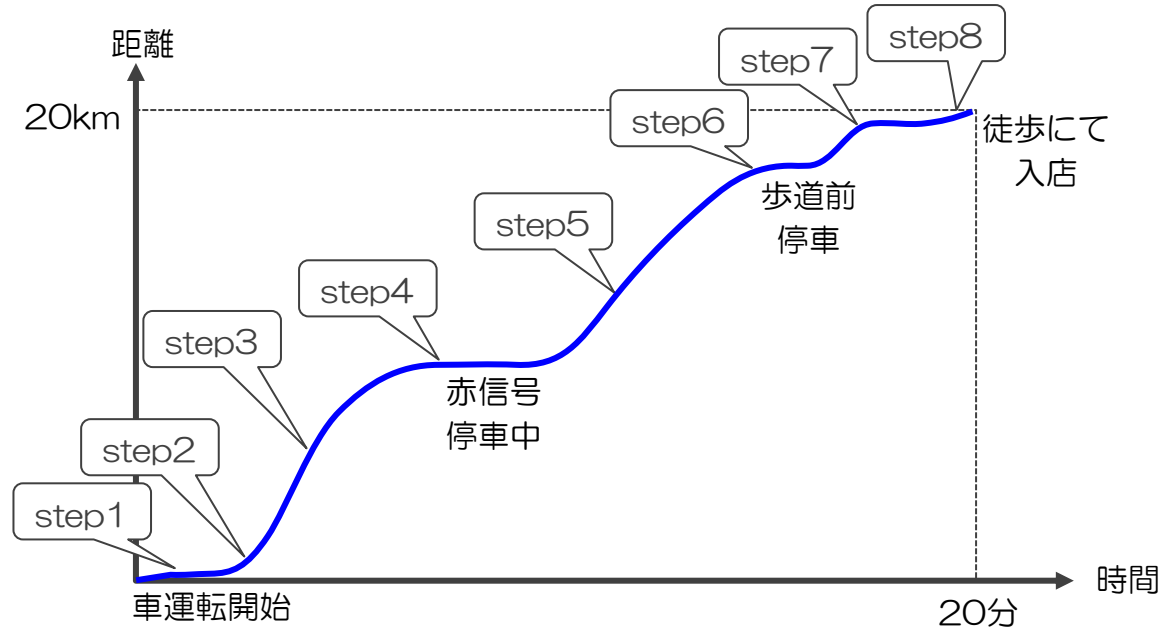 距離
20km
step8
step7
step6
徒歩にて
入店
歩道前
停車
step5
step4
step3
赤信号
停車中
step2
step1
車運転開始
時間
20分